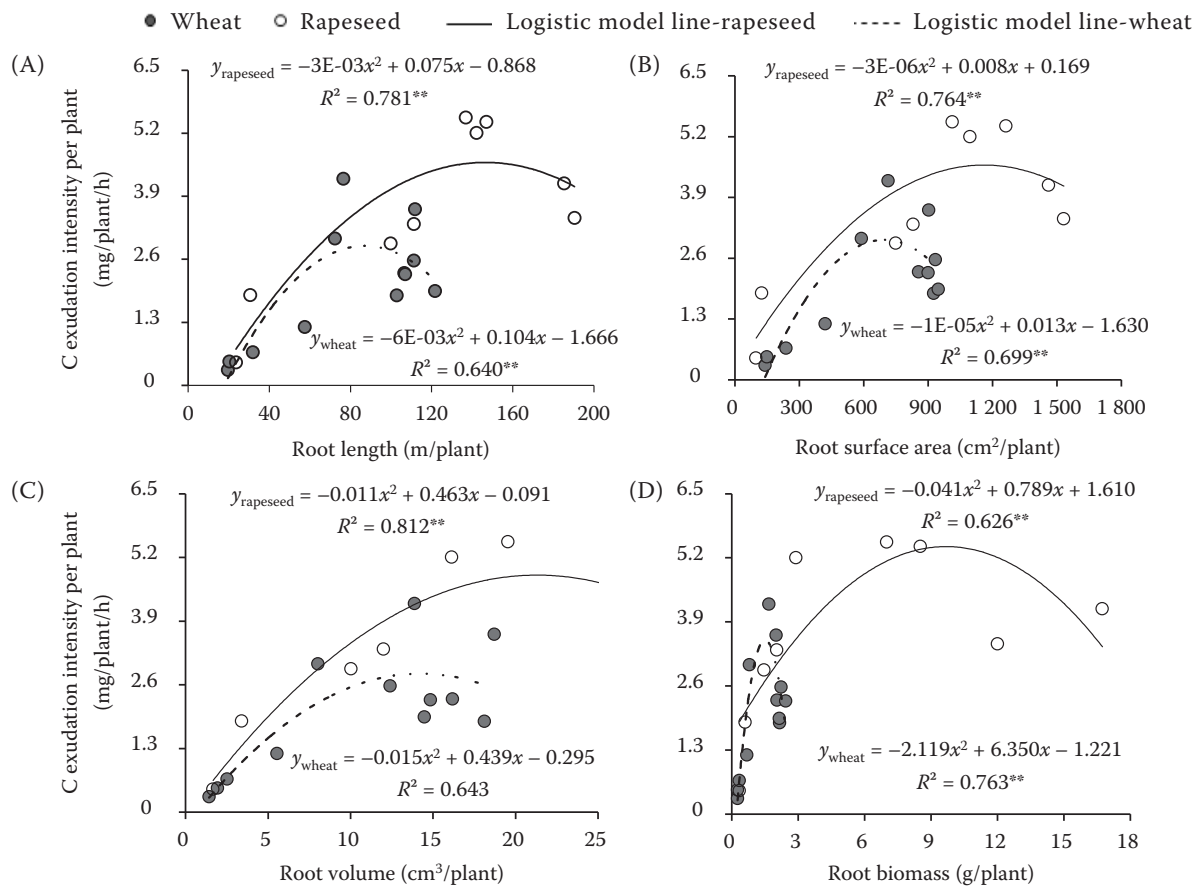 Wheat Rapeseed Logistic model line-rapeseed Logistic model line-wheat
(A)
C exudation intensity per plant
(mg/plant/h)
6.5
5.2
3.9
2.6
1.3
0
y_rapeseed = −3E-03x² + 0.075x − 0.868
R² = 0.781**
y_wheat = −6E-03x² + 0.104x − 1.666
R² = 0.640**
0 40 80 120 160 200
Root length (m/plant)
(B)
6.5
5.2
3.9
2.6
1.3
0
y_rapeseed = −3E-06x² + 0.008x + 0.169
R² = 0.764**
y_wheat = −1E-05x² + 0.013x − 1.630
R² = 0.699**
0 300 600 900 1 200 1 500 1 800
Root surface area (cm²/plant)
(C)
C exudation intensity per plant
(mg/plant/h)
6.5
5.2
3.9
2.6
1.3
0
y_rapeseed = −0.011x² + 0.463x − 0.091
R² = 0.812**
y_wheat = −0.015x² + 0.439x − 0.295
R² = 0.643
0 5 10 15 20 25
Root volume (cm³/plant)
(D)
6.5
5.2
3.9
2.6
1.3
0
y_rapeseed = −0.041x² + 0.789x + 1.610
R² = 0.626**
y_wheat = −2.119x² + 6.350x − 1.221
R² = 0.763**
0 3 6 9 12 15 18
Root biomass (g/plant)